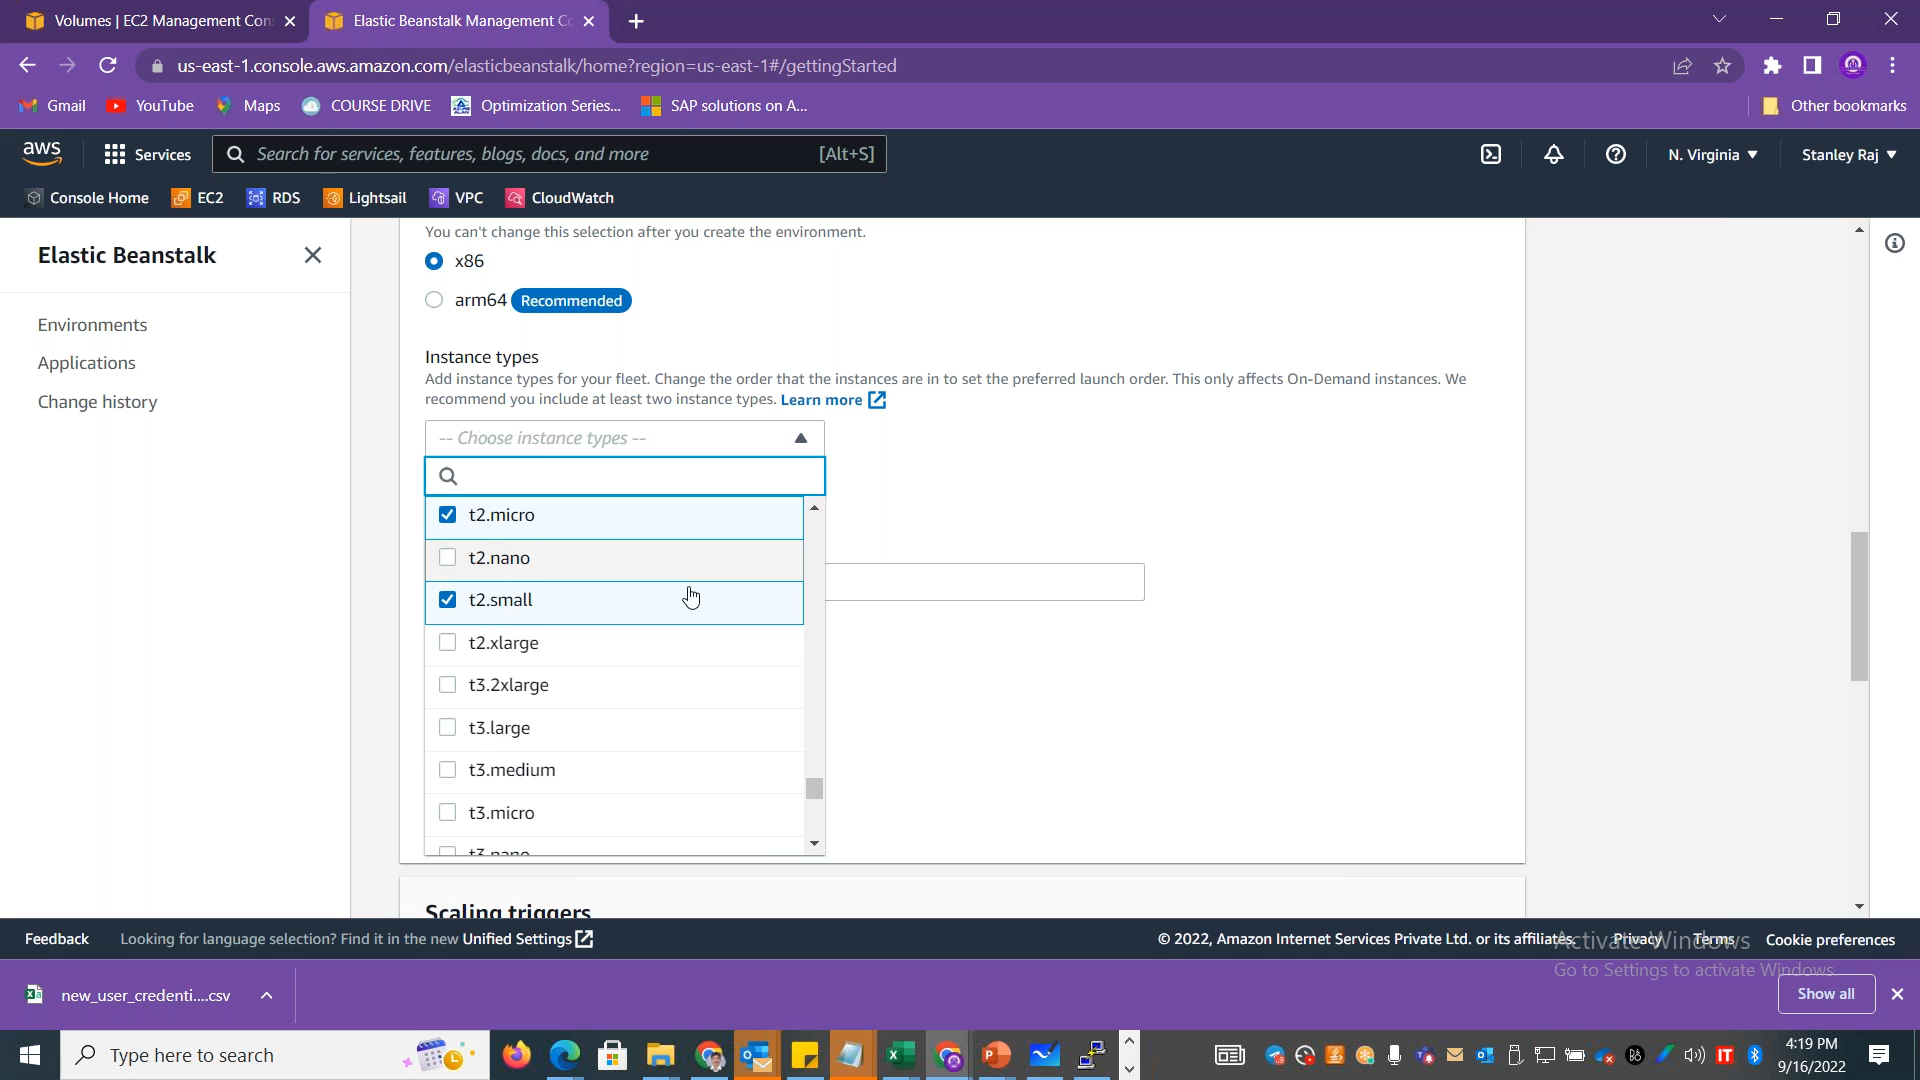 Volumes | EC2 Management Con
Elastic Beanstalk Management Co
us-east-1.console.aws.amazon.com/elasticbeanstalk/home?region=us-east-1#/gettingStarted
Gmail
YouTube
Maps
COURSE DRIVE
Optimization Series...
SAP solutions on A...
Other bookmarks
aws
Services
Search for services, features, blogs, docs, and more
[Alt+S]
N. Virginia
Stanley Raj
Console Home
EC2
RDS
Lightsail
VPC
CloudWatch
Elastic Beanstalk
Environments
Applications
Change history
You can't change this selection after you create the environment.
x86
arm64 Recommended
Instance types
Add instance types for your fleet. Change the order that the instances are in to set the preferred launch order. This only affects On-Demand instances. We
recommend you include at least two instance types. Learn more
-- Choose instance types --
t2.micro
t2.nano
t2.small
t2.xlarge
t3.2xlarge
t3.large
t3.medium
t3.micro
t3.nano
Scaling triggers
Feedback
Looking for language selection? Find it in the new Unified Settings
© 2022, Amazon Internet Services Private Ltd. or its affiliates.
Privacy
Terms
Cookie preferences
Activate Windows
Go to Settings to activate Windows.
new_user_credenti....csv
Show all
Type here to search
4:19 PM
9/16/2022